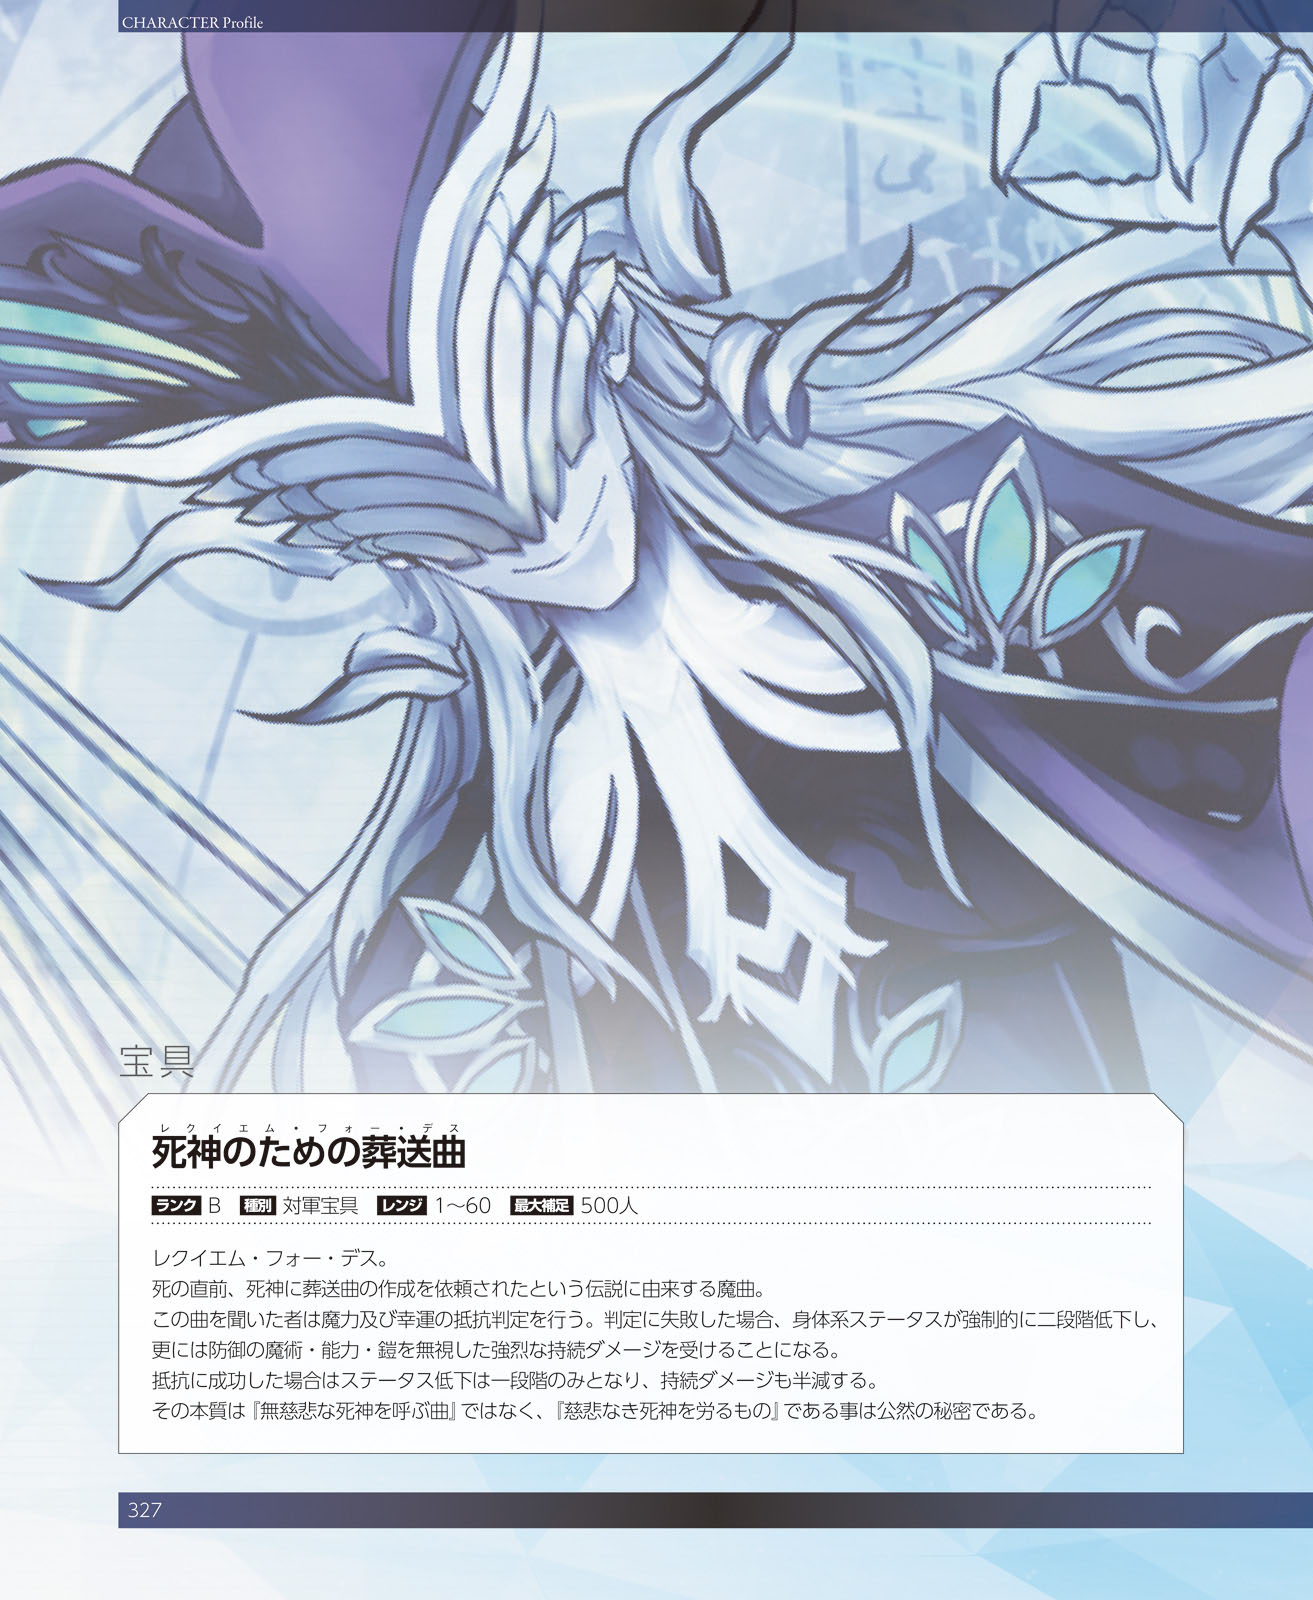 CHARACTER Profile
宝具
レクイエム・フォー・デス
死神のための葬送曲
ランク B 種別 対軍宝具 レンジ 1～60 最大補足 500人
レクイエム・フォー・デス。
死の直前、死神に葬送曲の作成を依頼されたという伝説に由来する魔曲。
この曲を聞いた者は魔力及び幸運の抵抗判定を行う。判定に失敗した場合、身体系ステータスが強制的に二段階低下し、
更には防御の魔術・能力・鎧を無視した強烈な持続ダメージを受けることになる。
抵抗に成功した場合はステータス低下は一段階のみとなり、持続ダメージも半減する。
その本質は『無慈悲な死神を呼ぶ曲』ではなく、『慈悲なき死神を労るもの』である事は公然の秘密である。
327